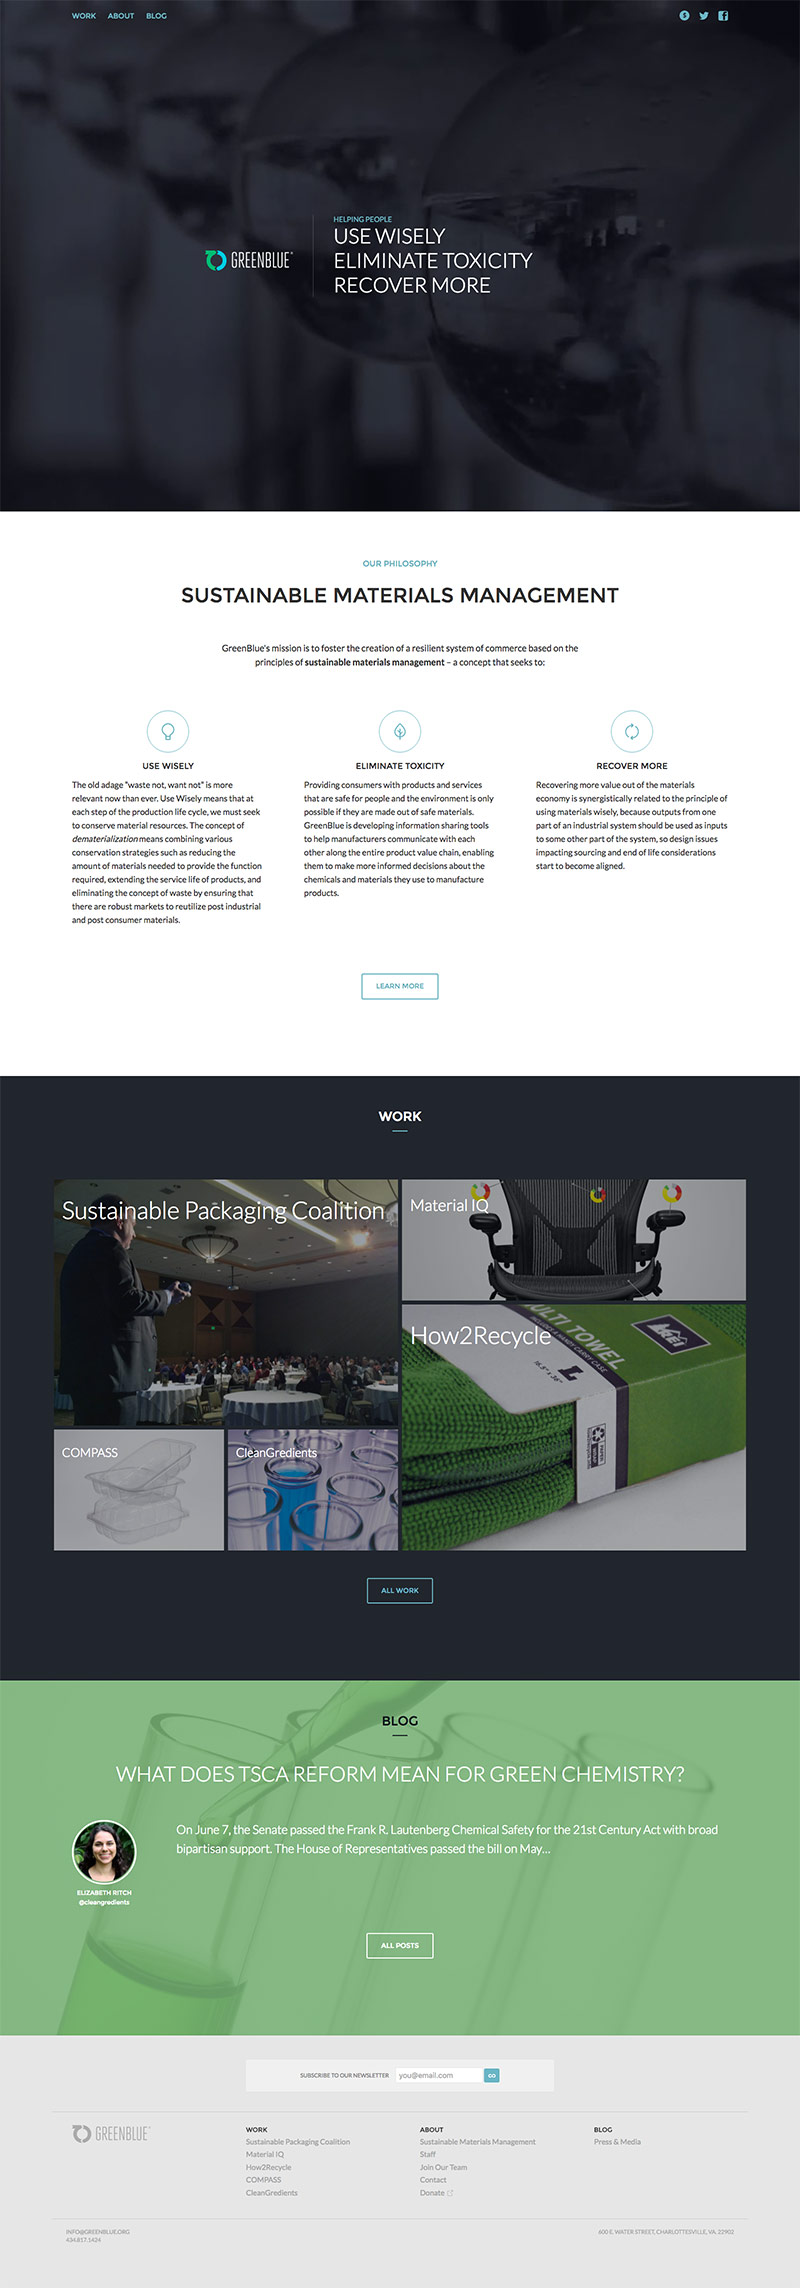 WORK ABOUT BLOG
HELPING PEOPLE
USE WISELY
GREENBLUE
ELIMINATE TOXICITY
RECOVER MORE
OUR PHILOSOPHY
SUSTAINABLE MATERIALS MANAGEMENT
GreenBlue's mission is to foster the creation of a resilient system of commerce based on the
principles of sustainable materials management – a concept that seeks to:
USE WISELY
The old adage "waste not, want not" is more
relevant now than ever. Use Wisely means that at
each step of the production life cycle, we must seek
to conserve material resources. The concept of
dematerialization means combining various
conservation strategies such as reducing the
amount of materials needed to provide the function
required, extending the service life of products, and
eliminating the concept of waste by ensuring that
there are robust markets to reutilize post industrial
and post consumer materials.
ELIMINATE TOXICITY
Providing consumers with products and services
that are safe for people and the environment is only
possible if they are made out of safe materials.
GreenBlue is developing information sharing tools
to help manufacturers communicate with each
other along the entire product value chain, enabling
them to make more informed decisions about the
chemicals and materials they use to manufacture
products.
RECOVER MORE
Recovering more value out of the materials
economy is synergistically related to the principle of
using materials wisely, because outputs from one
part of an industrial system should be used as inputs
to some other part of the system, so design issues
impacting sourcing and end of life considerations
start to become aligned.
LEARN MORE
WORK
Sustainable Packaging Coalition
Material IQ
How2Recycle
MULTI TOWEL
INCLUDES 1 HANDY CARRY CASE
L
REI
PAPER
COMPASS
CleanGredients
ALL WORK
BLOG
WHAT DOES TSCA REFORM MEAN FOR GREEN CHEMISTRY?
On June 7, the Senate passed the Frank R. Lautenberg Chemical Safety for the 21st Century Act with broad
bipartisan support. The House of Representatives passed the bill on May...
ELIZABETH RITCH
@cleangredients
ALL POSTS
SUBSCRIBE TO OUR NEWSLETTER you@email.com GO
GREENBLUE
WORK
Sustainable Packaging Coalition
Material IQ
How2Recycle
COMPASS
CleanGredients
ABOUT
Sustainable Materials Management
Staff
Join Our Team
Contact
Donate
BLOG
Press & Media
INFO@GREENBLUE.ORG
434.817.1424
600 E. WATER STREET, CHARLOTTESVILLE, VA. 22902